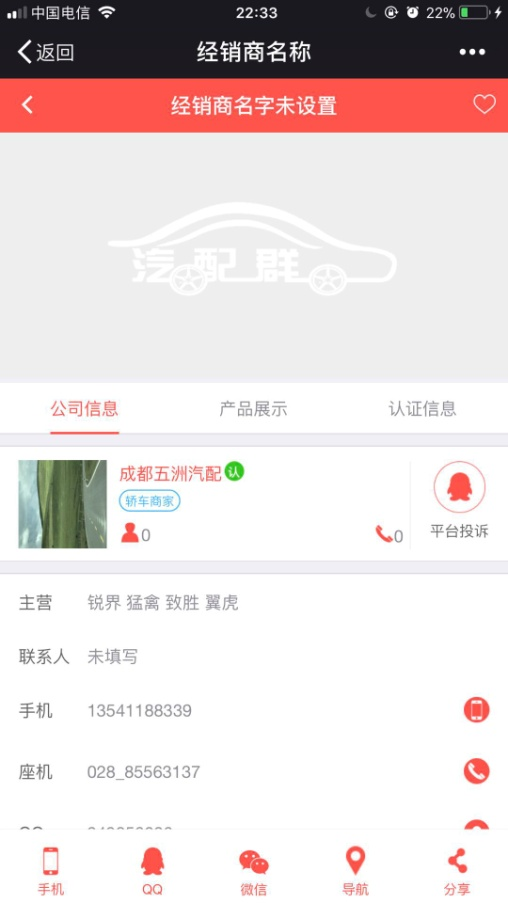 中国电信 22:33 22%
返回 经销商名称
经销商名字未设置
汽配群
公司信息 产品展示 认证信息
成都五洲汽配 认
轿车商家
0 0 平台投诉
主营 锐界 猛禽 致胜 翼虎
联系人 未填写
手机 13541188339
座机 028_85563137
手机 QQ 微信 导航 分享